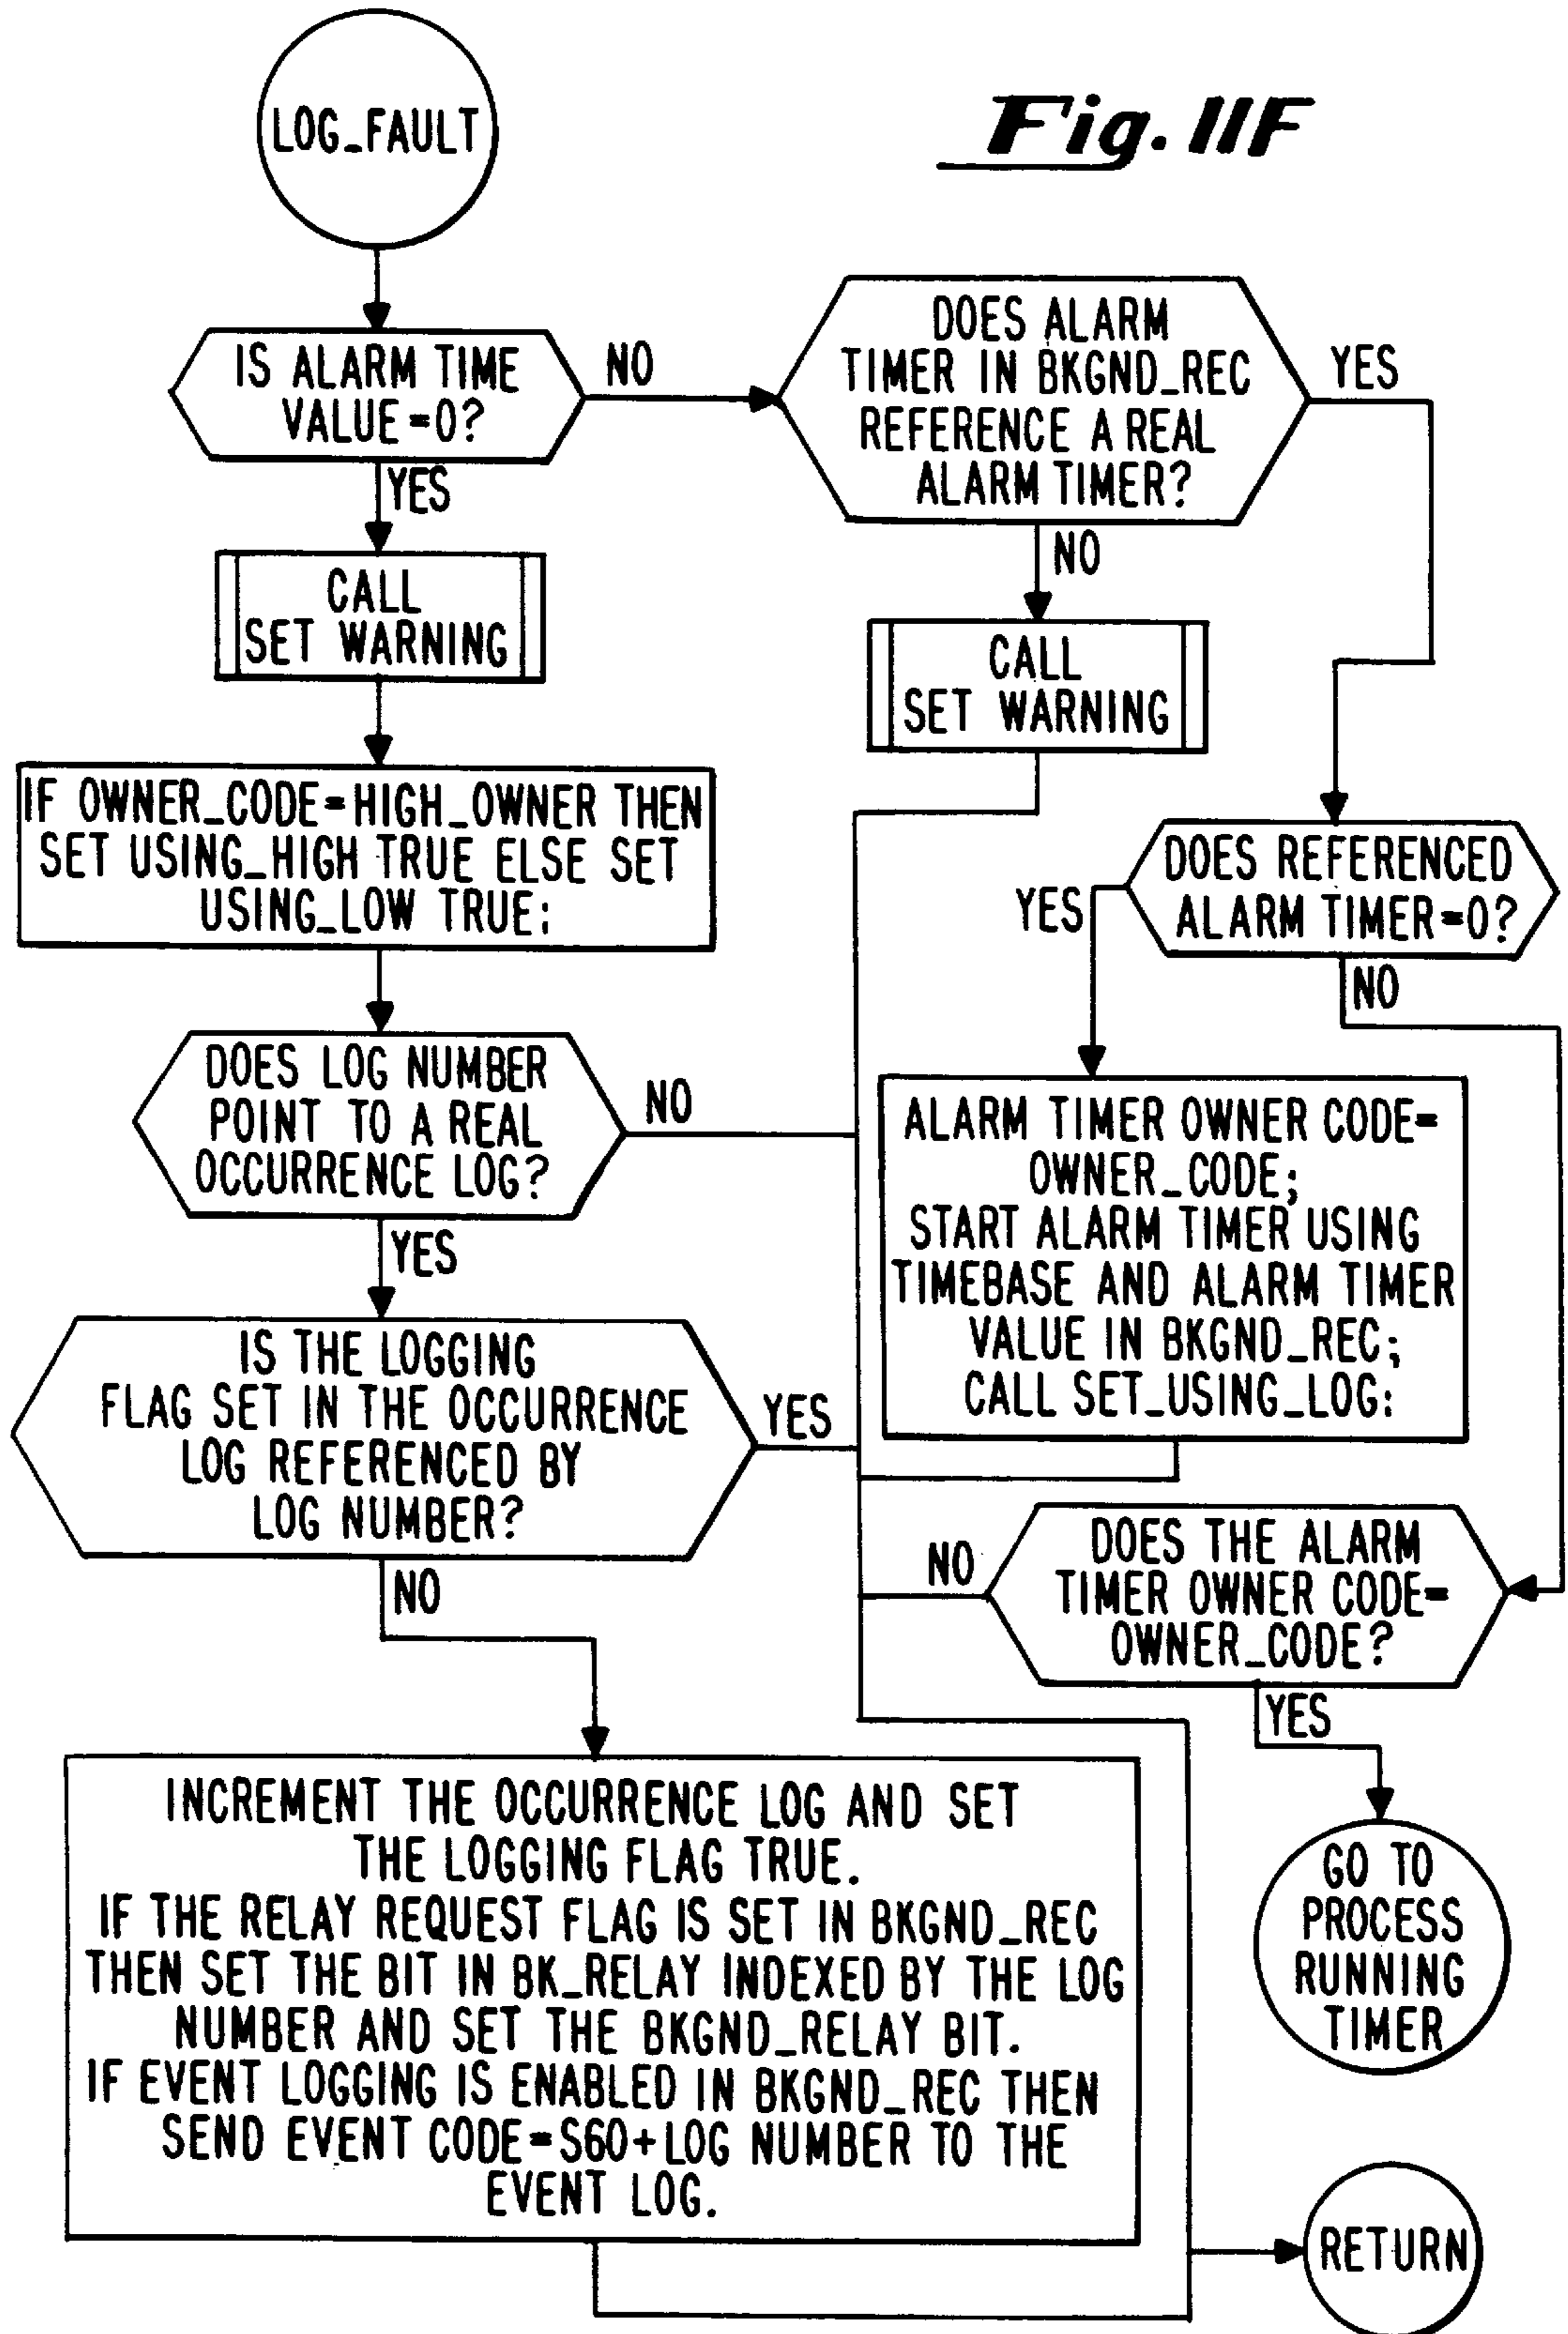 Fig. 11F
LOG_FAULT
IS ALARM TIME
VALUE=0?
NO
YES
CALL
SET WARNING
IF OWNER_CODE=HIGH_OWNER THEN
SET USING_HIGH TRUE ELSE SET
USING_LOW TRUE;
DOES LOG NUMBER
POINT TO A REAL
OCCURRENCE LOG?
NO
YES
IS THE LOGGING
FLAG SET IN THE OCCURRENCE
LOG REFERENCED BY
LOG NUMBER?
YES
NO
INCREMENT THE OCCURRENCE LOG AND SET
THE LOGGING FLAG TRUE.
IF THE RELAY REQUEST FLAG IS SET IN BKGND_REC
THEN SET THE BIT IN BK_RELAY INDEXED BY THE LOG
NUMBER AND SET THE BKGND_RELAY BIT.
IF EVENT LOGGING IS ENABLED IN BKGND_REC THEN
SEND EVENT CODE=S60+LOG NUMBER TO THE
EVENT LOG.
DOES ALARM
TIMER IN BKGND_REC
REFERENCE A REAL
ALARM TIMER?
YES
NO
CALL
SET WARNING
DOES REFERENCED
ALARM TIMER=0?
YES
NO
ALARM TIMER OWNER CODE=
OWNER_CODE;
START ALARM TIMER USING
TIMEBASE AND ALARM TIMER
VALUE IN BKGND_REC;
CALL SET_USING_LOG:
DOES THE ALARM
TIMER OWNER CODE=
OWNER_CODE?
NO
YES
GO TO
PROCESS
RUNNING
TIMER
RETURN